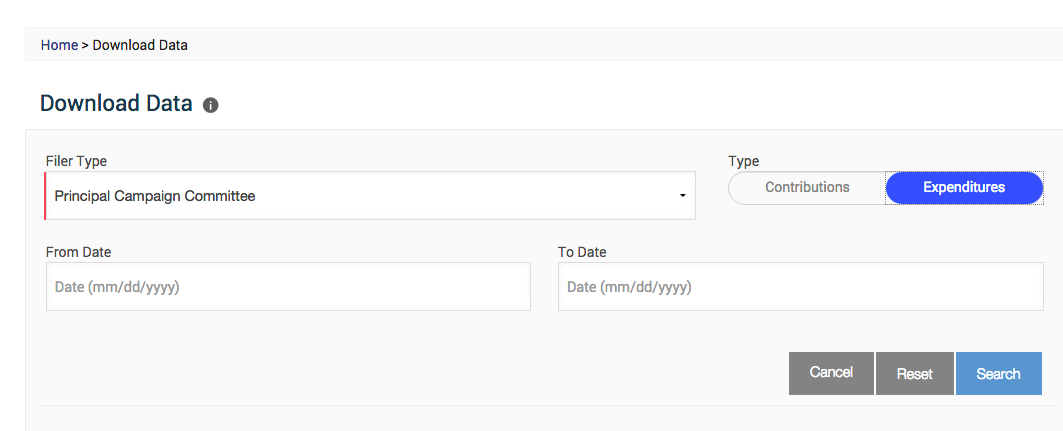 Home > Download Data
Download Data
Filer Type
Type
Principal Campaign Committee
Contributions
Expenditures
From Date
To Date
Date (mm/dd/yyyy)
Date (mm/dd/yyyy)
Cancel
Reset
Search